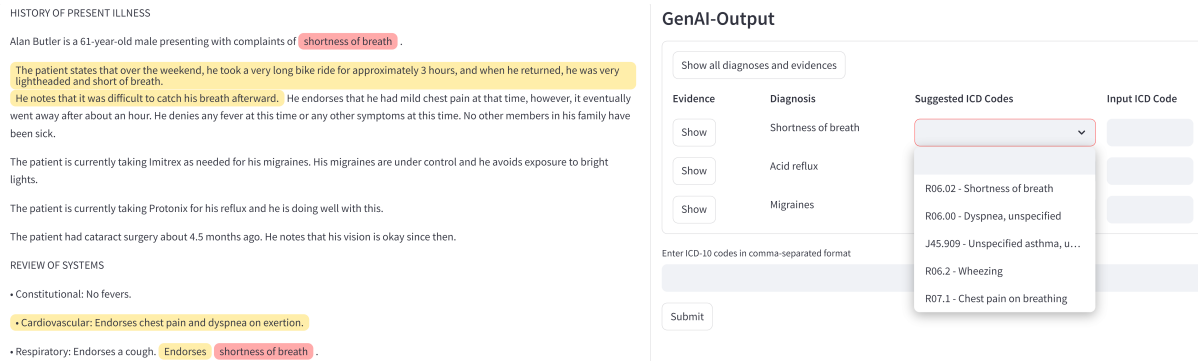 HISTORY OF PRESENT ILLNESS
Alan Butler is a 61-year-old male presenting with complaints of shortness of breath .
The patient states that over the weekend, he took a very long bike ride for approximately 3 hours, and when he returned, he was very
lightheaded and short of breath.
He notes that it was difficult to catch his breath afterward. He endorses that he had mild chest pain at that time, however, it eventually
went away after about an hour. He denies any fever at this time or any other symptoms at this time. No other members in his family have
been sick.
The patient is currently taking Imitrex as needed for his migraines. His migraines are under control and he avoids exposure to bright
lights.
The patient is currently taking Protonix for his reflux and he is doing well with this.
The patient had cataract surgery about 4.5 months ago. He notes that his vision is okay since then.
REVIEW OF SYSTEMS
• Constitutional: No fevers.
• Cardiovascular: Endorses chest pain and dyspnea on exertion.
• Respiratory: Endorses a cough. Endorses shortness of breath .
GenAI-Output
Show all diagnoses and evidences
Evidence Diagnosis Suggested ICD Codes Input ICD Code
Show Shortness of breath
Show Acid reflux
Show Migraines
R06.02 - Shortness of breath
R06.00 - Dyspnea, unspecified
J45.909 - Unspecified asthma, u...
R06.2 - Wheezing
R07.1 - Chest pain on breathing
Enter ICD-10 codes in comma-separated format
Submit